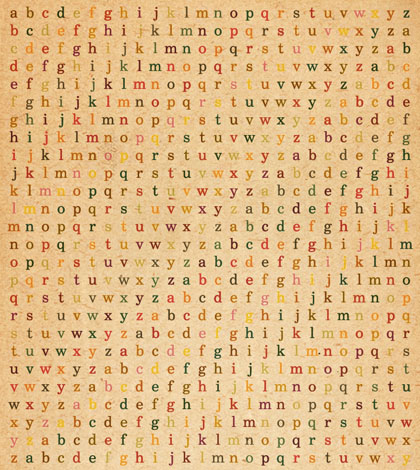 a b c d e f g h i j k l m n o p q r s t u v w x y z
b c d e f g h i j k l m n o p q r s t u v w x y z a
c d e f g h i j k l m n o p q r s t u v w x y z a b
d e f g h i j k l m n o p q r s t u v w x y z a b c
e f g h i j k l m n o p q r s t u v w x y z a b c d
f g h i j k l m n o p q r s t u v w x y z a b c d e
g h i j k l m n o p q r s t u v w x y z a b c d e f
h i j k l m n o p q r s t u v w x y z a b c d e f g
i j k l m n o p q r s t u v w x y z a b c d e f g h
j k l m n o p q r s t u v w x y z a b c d e f g h i
k l m n o p q r s t u v w x y z a b c d e f g h i j
l m n o p q r s t u v w x y z a b c d e f g h i j k
m n o p q r s t u v w x y z a b c d e f g h i j k l
n o p q r s t u v w x y z a b c d e f g h i j k l m
o p q r s t u v w x y z a b c d e f g h i j k l m n
p q r s t u v w x y z a b c d e f g h i j k l m n o
q r s t u v w x y z a b c d e f g h i j k l m n o p
r s t u v w x y z a b c d e f g h i j k l m n o p q
s t u v w x y z a b c d e f g h i j k l m n o p q r
t u v w x y z a b c d e f g h i j k l m n o p q r s
u v w x y z a b c d e f g h i j k l m n o p q r s t
v w x y z a b c d e f g h i j k l m n o p q r s t u
w x y z a b c d e f g h i j k l m n o p q r s t u v
x y z a b c d e f g h i j k l m n o p q r s t u v w
y z a b c d e f g h i j k l m n o p q r s t u v w x
z a b c d e f g h i j k l m n o p q r s t u v w x y